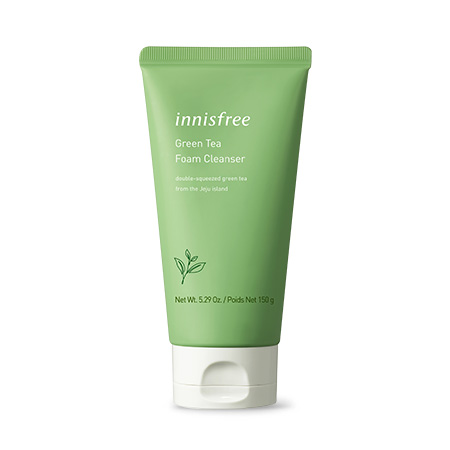 innisfree
Green Tea
Foam Cleanser
double-squeezed green tea
from the Jeju island
Net Wt. 5.29 Oz. / Poids Net 150 g